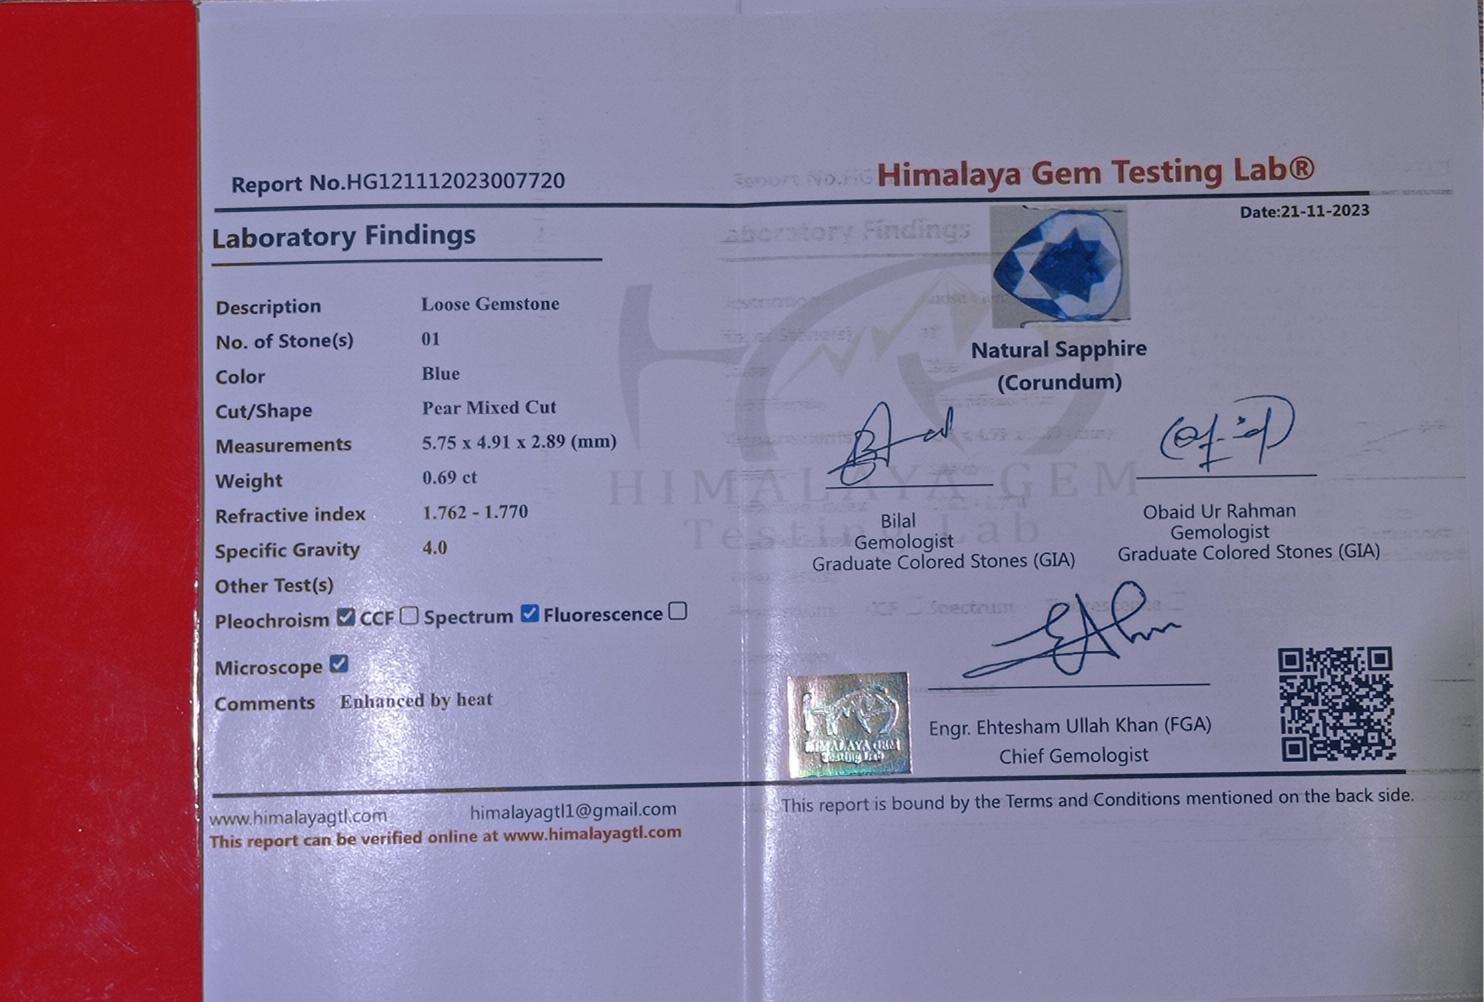 Report No.HG121112023007720
Himalaya Gem Testing Lab®
Date:21-11-2023
Laboratory Findings
Description Loose Gemstone
No. of Stone(s) 01
Color Blue
Cut/Shape Pear Mixed Cut
Measurements 5.75 x 4.91 x 2.89 (mm)
Weight 0.69 ct
Refractive index 1.762 - 1.770
Specific Gravity 4.0
Other Test(s)
Pleochroism ☑ CCF ☐ Spectrum ☑ Fluorescence ☐
Microscope ☑
Comments Enhanced by heat
Natural Sapphire
(Corundum)
HIMALAYA GEM
Testing Lab
Bilal
Gemologist
Graduate Colored Stones (GIA)
Obaid Ur Rahman
Gemologist
Graduate Colored Stones (GIA)
HIMALAYA GEM
Testing Lab
Engr. Ehtesham Ullah Khan (FGA)
Chief Gemologist
www.himalayagtl.com himalayagtl1@gmail.com
This report can be verified online at www.himalayagtl.com
This report is bound by the Terms and Conditions mentioned on the back side.